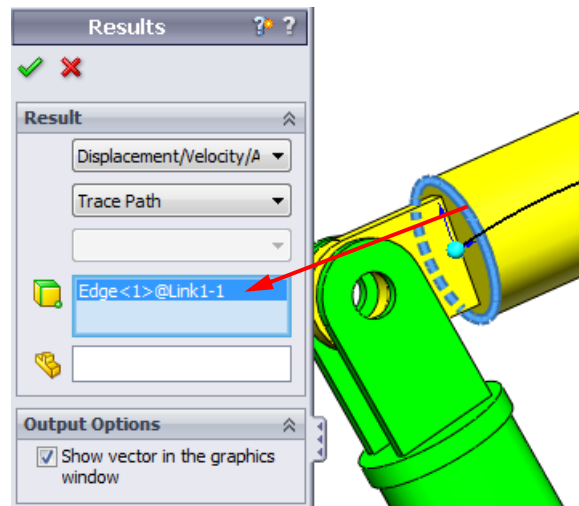 Results ? ?
Result
Displacement/Velocity/A
Trace Path
Edge<1>@Link1-1
Output Options
Show vector in the graphics
window